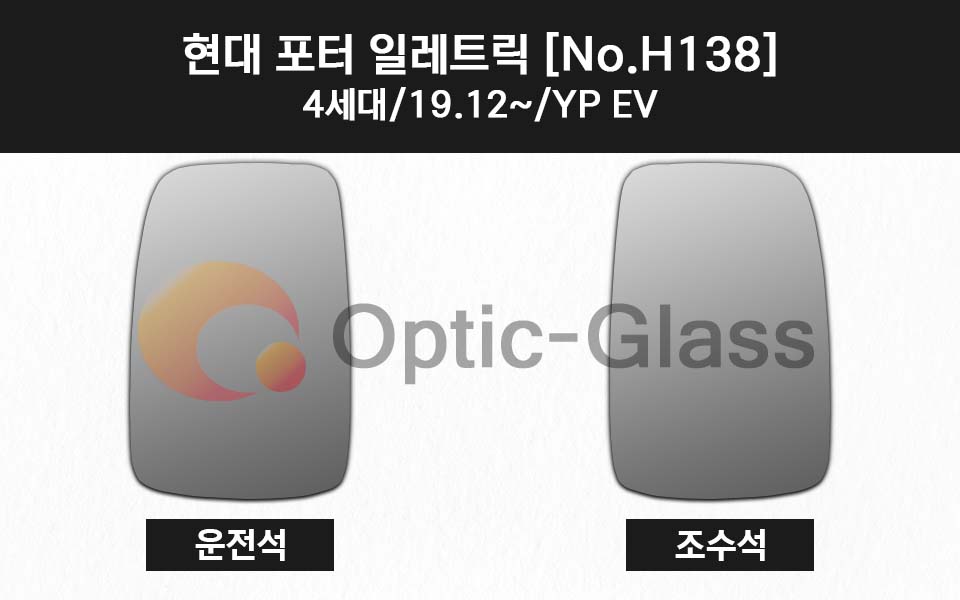 현대 포터 일레트릭 [No.H138]
4세대/19.12~/YP EV
Optic-Glass
운전석
조수석